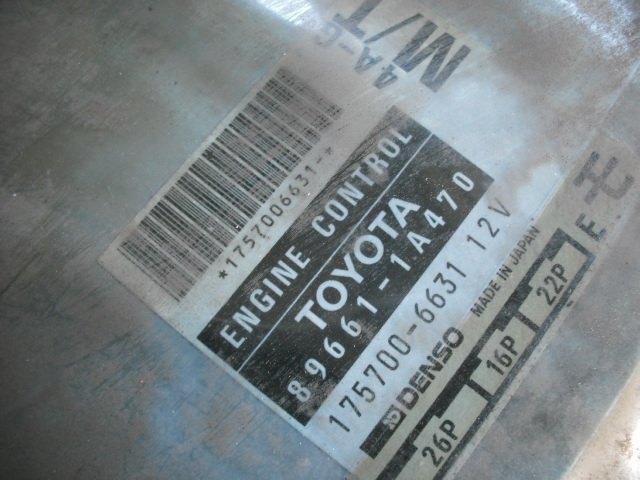 4A-G
M/T
*1757006631-*
ENGINE CONTROL
TOYOTA
89661-1A470
175700-6631 12V
DENSO MADE IN JAPAN
26P 16P 22P E